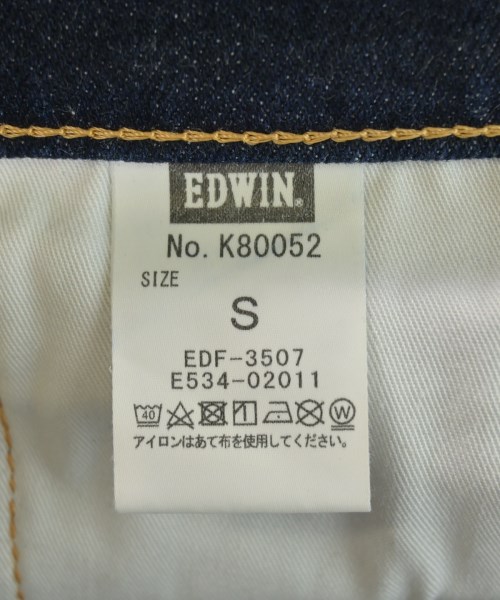 EDWIN®
No. K80052
SIZE
S
EDF-3507
E534-02011
40 W
アイロンはあて布を使用してください。